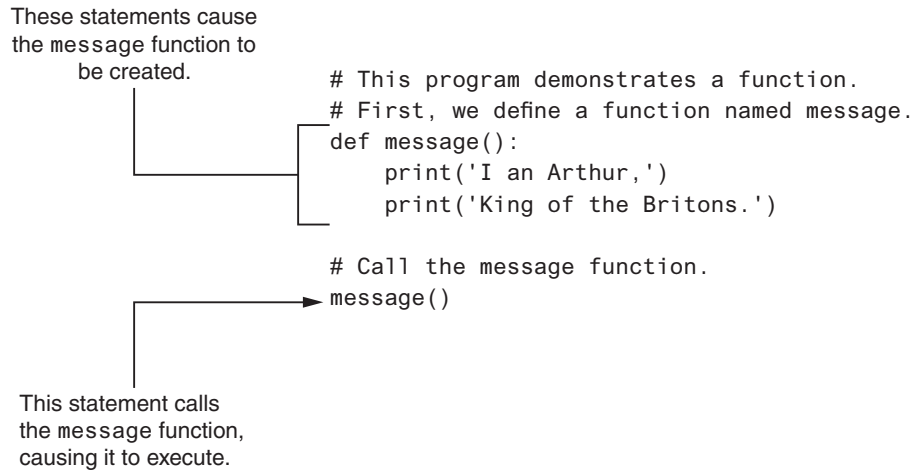 These statements cause
the message function to
be created.
# This program demonstrates a function.
# First, we define a function named message.
def message():
    print('I an Arthur,')
    print('King of the Britons.')
# Call the message function.
message()
This statement calls
the message function,
causing it to execute.